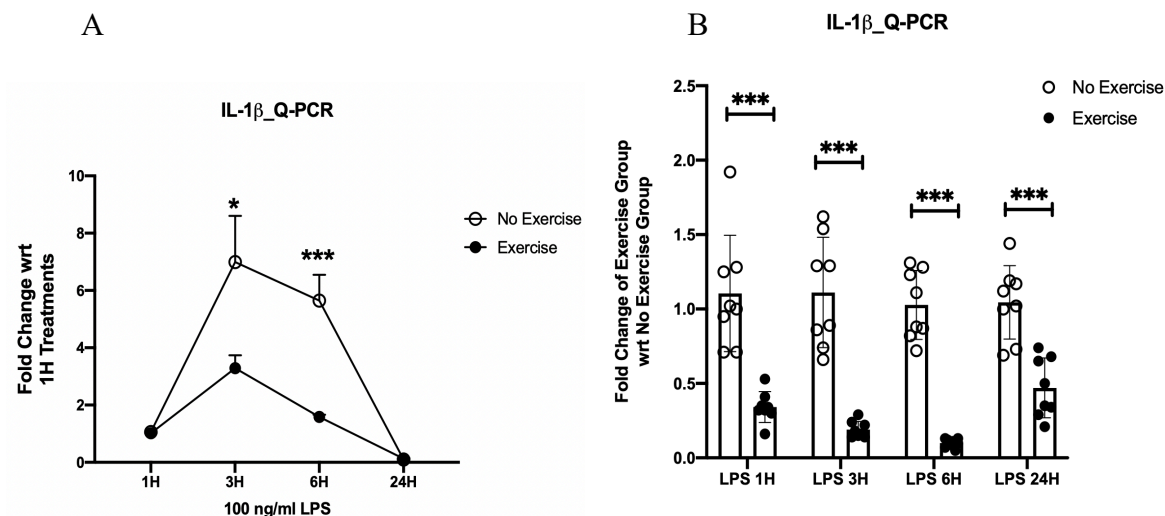 A
IL-1β_Q-PCR
Fold Change wrt
1H Treatments
10
8
6
4
2
0
*
***
1H 3H 6H 24H
100 ng/ml LPS
No Exercise
Exercise
B
IL-1β_Q-PCR
Fold Change of Exercise Group
wrt No Exercise Group
2.5
2.0
1.5
1.0
0.5
0.0
*** *** *** ***
LPS 1H LPS 3H LPS 6H LPS 24H
No Exercise
Exercise